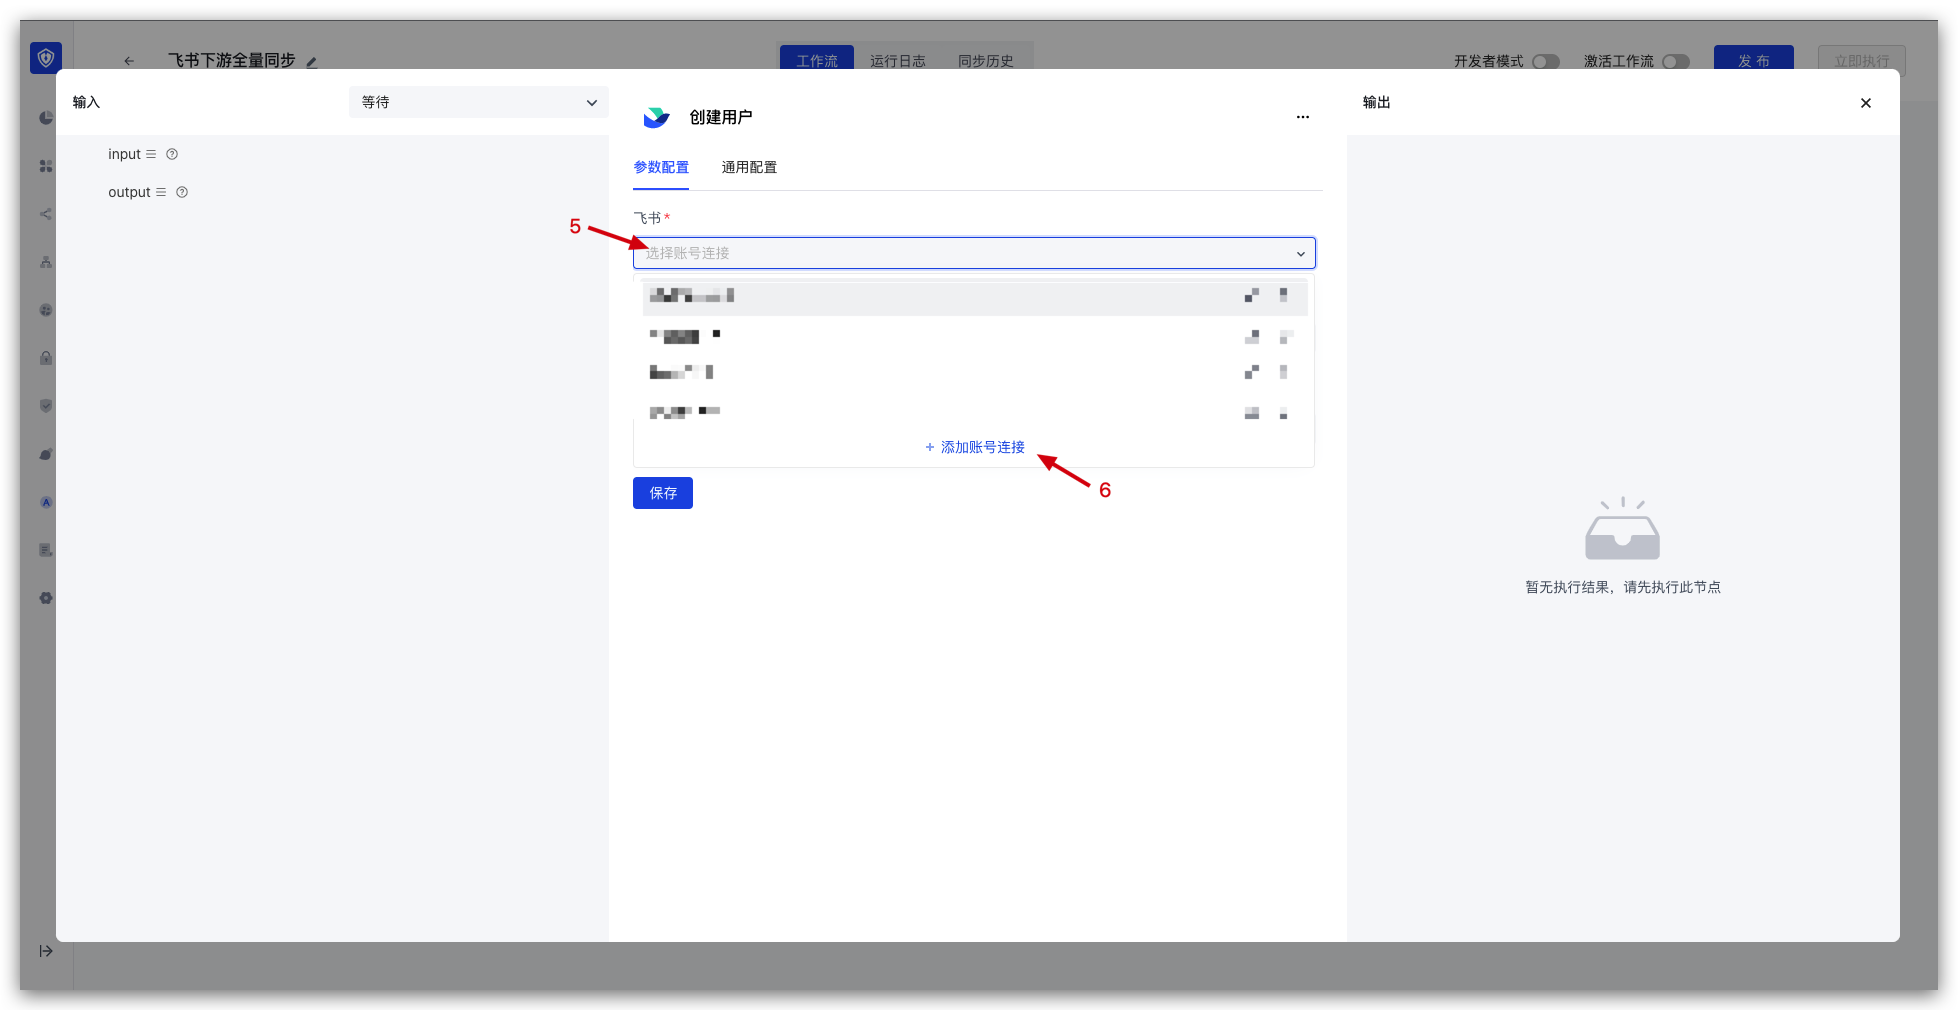 飞书下游全量同步
工作流
运行日志
同步历史
开发者模式
激活工作流
发 布
立即执行
输入
等待
input
output
创建用户
参数配置
通用配置
飞书 *
5
选择账号连接
+ 添加账号连接
6
保存
输出
暂无执行结果，请先执行此节点